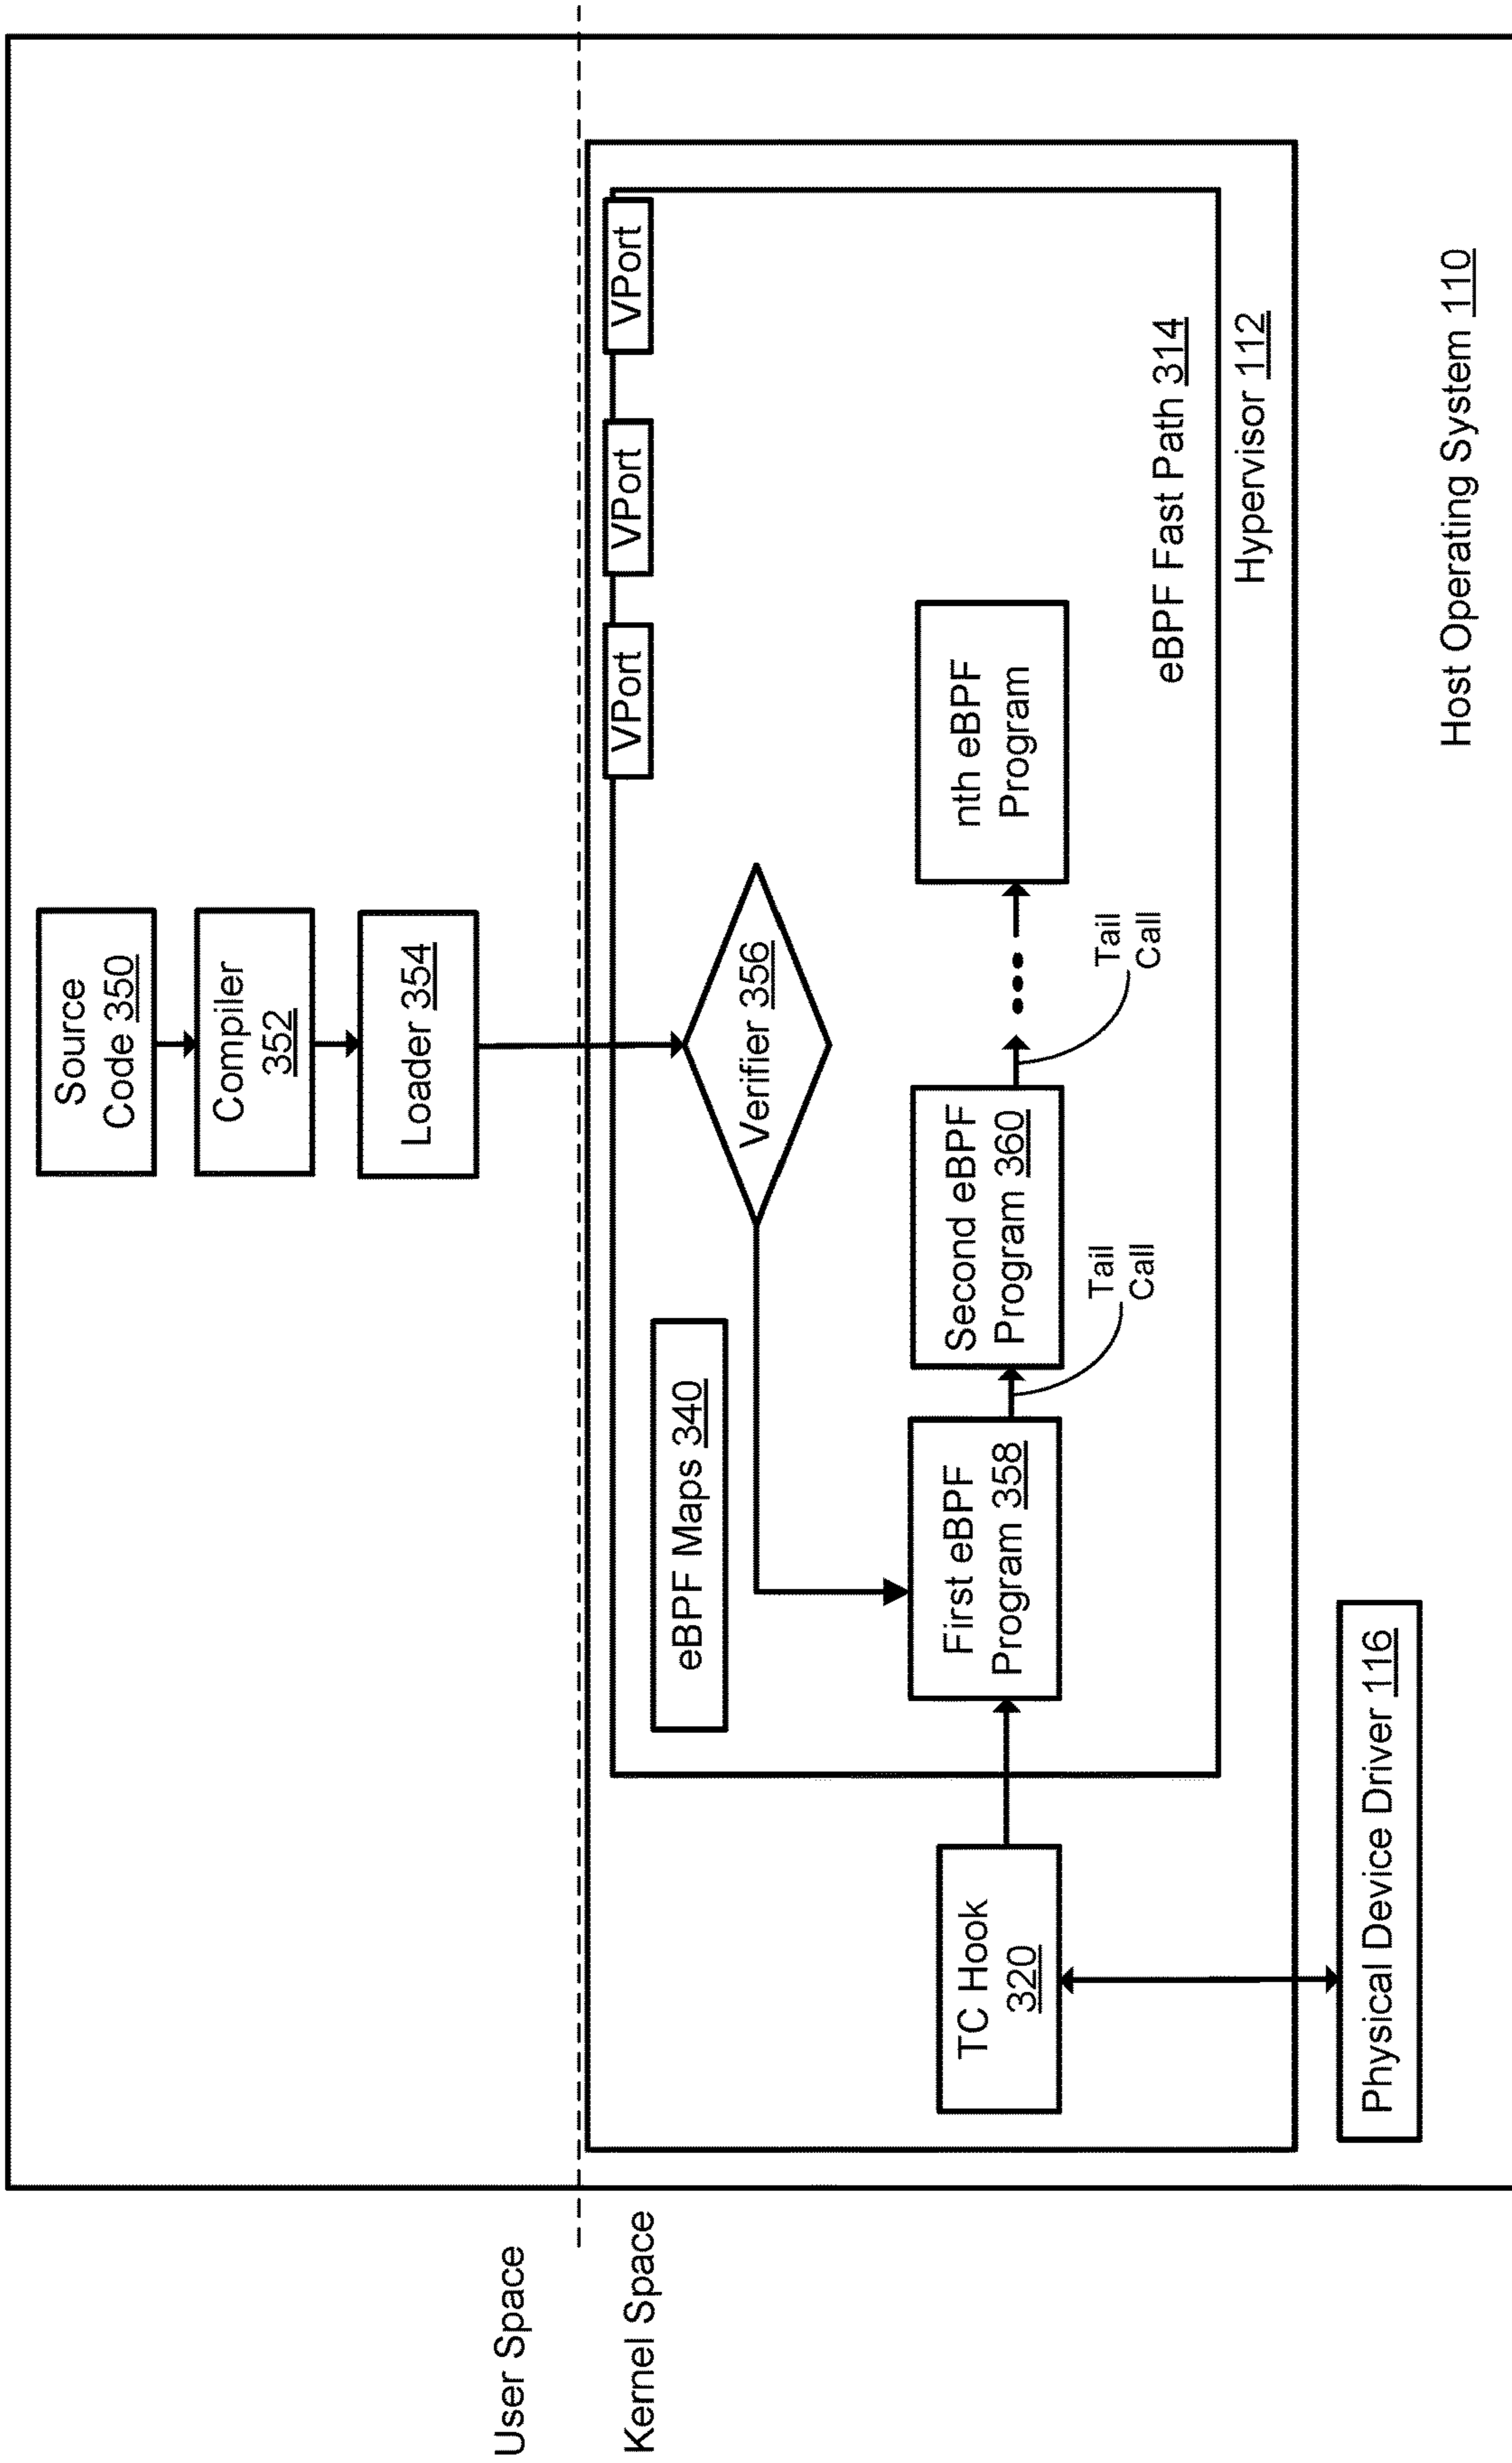 Source
Code 350
Compiler
352
Loader 354
User Space
Kernel Space
VPort
VPort
VPort
eBPF Maps 340
Verifier 356
TC Hook
320
First eBPF
Program 358
Tail
Call
Second eBPF
Program 360
Tail
Call
nth eBPF
Program
eBPF Fast Path 314
Hypervisor 112
Physical Device Driver 116
Host Operating System 110